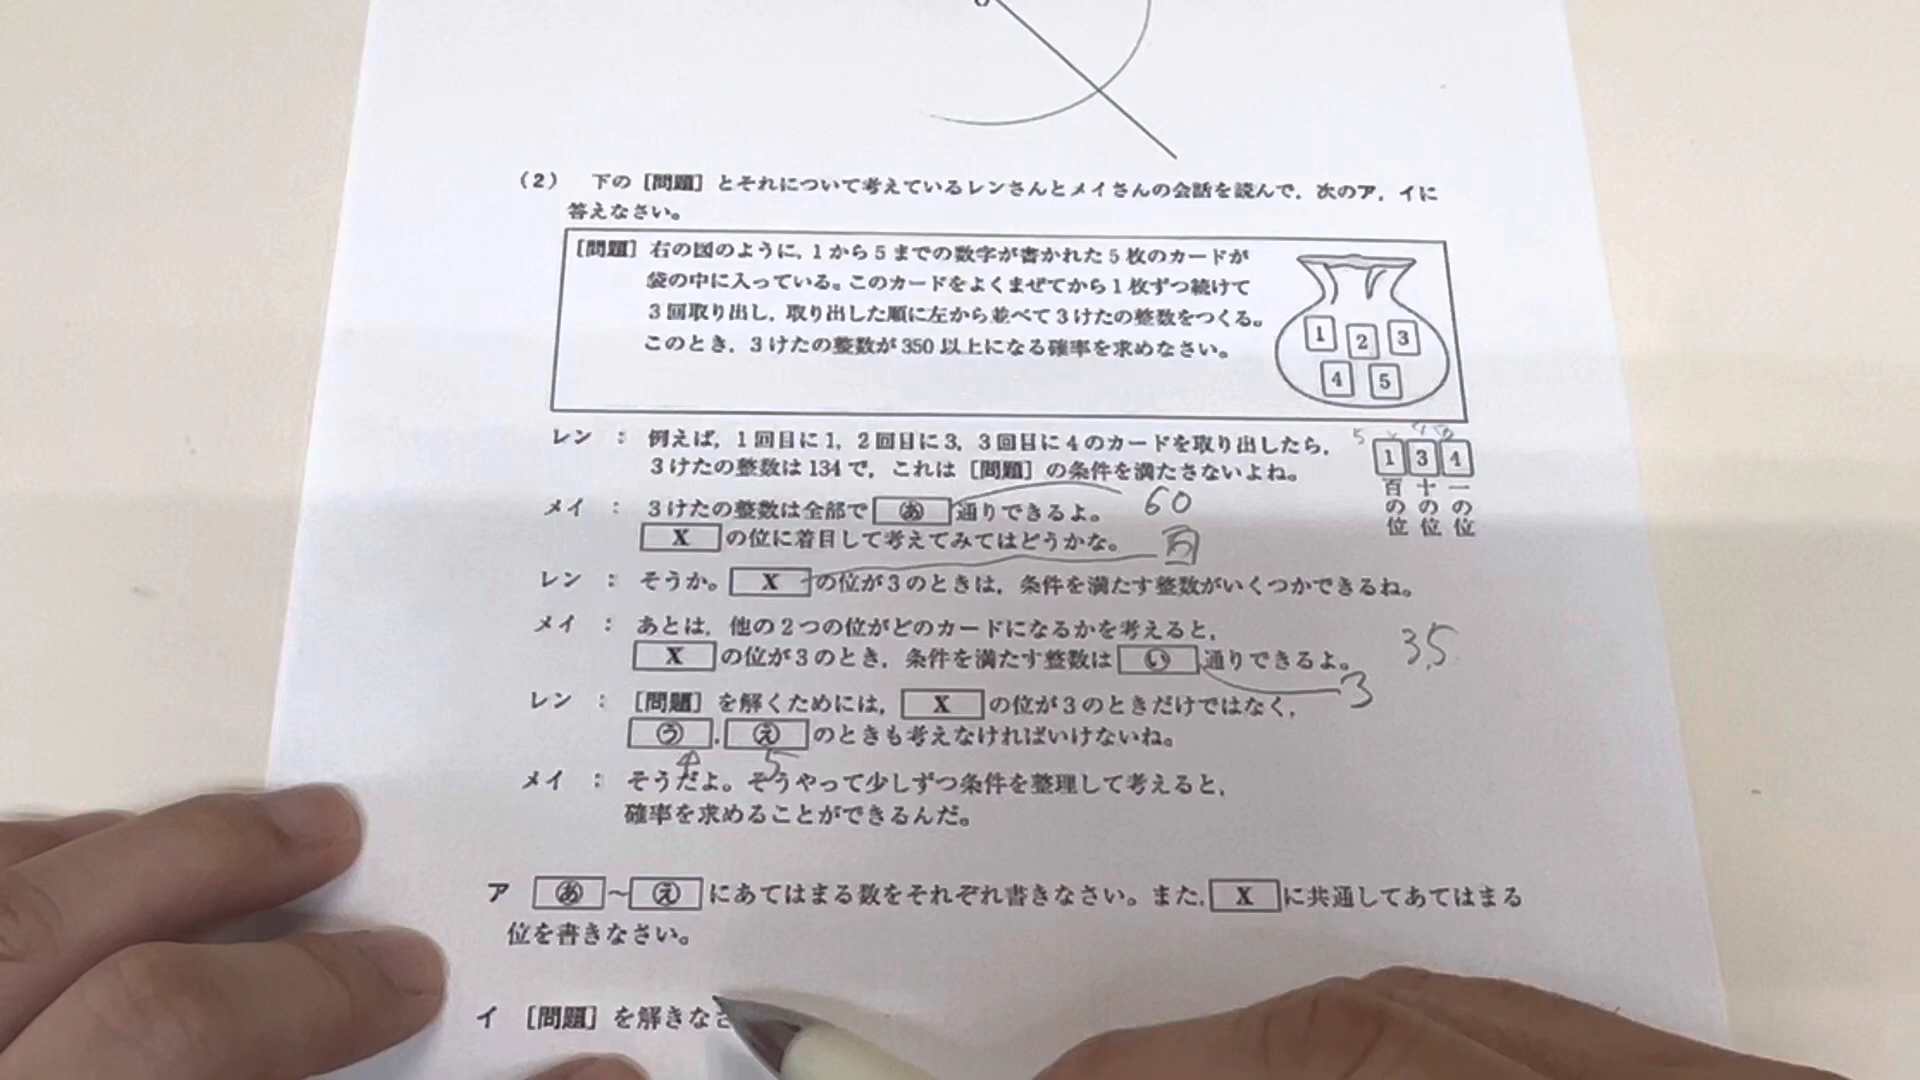 (2) 下の［問題］とそれについて考えているレンさんとメイさんの会話を読んで，次のア，イに
答えなさい。
［問題］右の図のように，1から5までの数字が書かれた5枚のカードが
袋の中に入っている。このカードをよくまぜてから1枚ずつ続けて
3回取り出し，取り出した順に左から並べて3けたの整数をつくる。
このとき，3けたの整数が350以上になる確率を求めなさい。
1 2 3
4 5
レン ： 例えば，1回目に1，2回目に3，3回目に4のカードを取り出したら，
3けたの整数は134で，これは［問題］の条件を満たさないよね。
5
1 3 4
百の位 十の位 一の位
メイ ： 3けたの整数は全部で あ 通りできるよ。 60
X の位に着目して考えてみてはどうかな。 百
レン ： そうか。 X の位が3のときは，条件を満たす整数がいくつかできるね。
メイ ： あとは，他の2つの位がどのカードになるかを考えると，
X の位が3のとき，条件を満たす整数は い 通りできるよ。 35
3
レン ： ［問題］を解くためには， X の位が3のときだけではなく，
う ， え のときも考えなければいけないね。
4 5
メイ ： そうだよ。そうやって少しずつ条件を整理して考えると，
確率を求めることができるんだ。
ア あ ～ え にあてはまる数をそれぞれ書きなさい。また， X に共通してあてはまる
位を書きなさい。
イ ［問題］を解きなさ